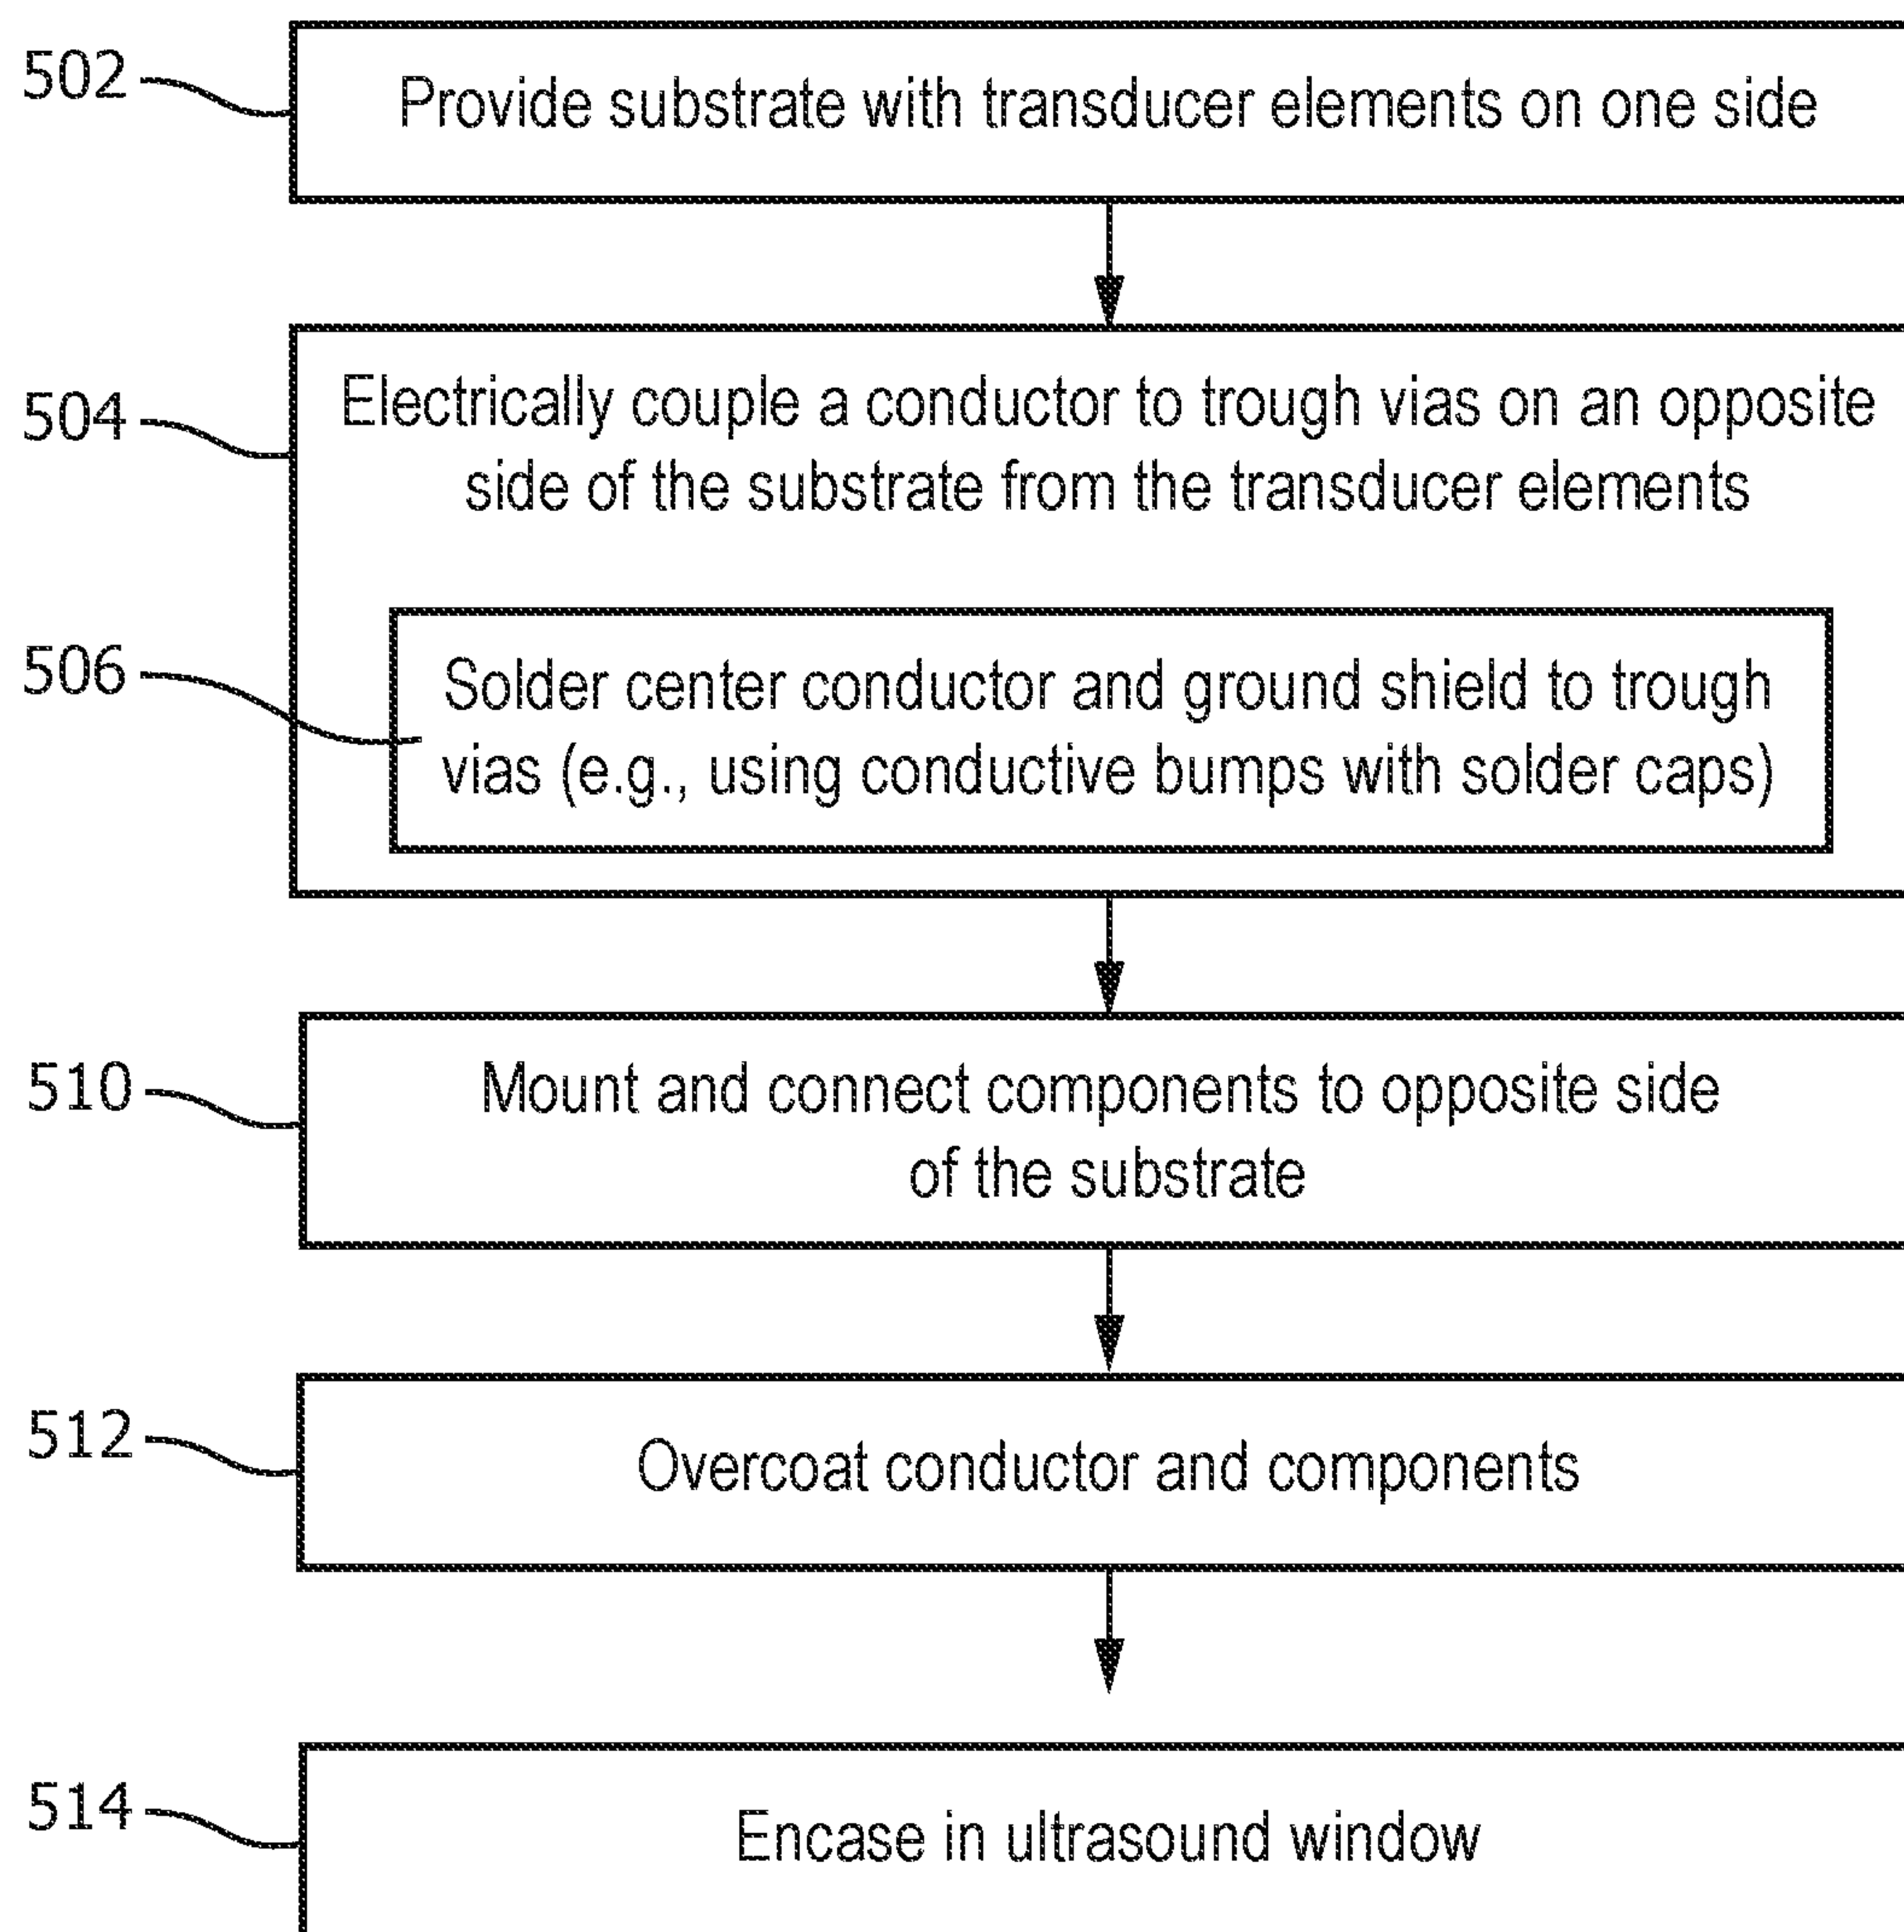 502
Provide substrate with transducer elements on one side
504
Electrically couple a conductor to trough vias on an opposite
side of the substrate from the transducer elements
506
Solder center conductor and ground shield to trough
vias (e.g., using conductive bumps with solder caps)
510
Mount and connect components to opposite side
of the substrate
512
Overcoat conductor and components
514
Encase in ultrasound window